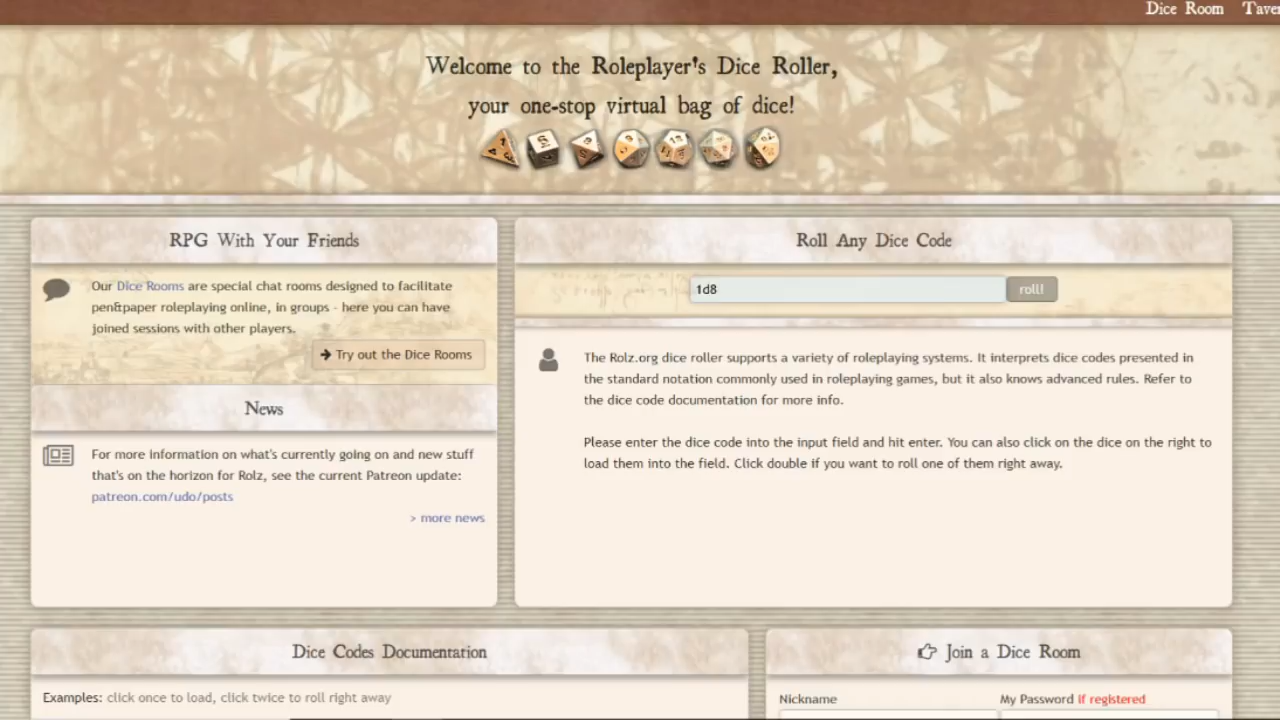 Dice Room
Welcome to the Roleplayer's Dice Roller,
your one-stop virtual bag of dice!
RPG With Your Friends
Our Dice Rooms are special chat rooms designed to facilitate
pen&paper roleplaying online, in groups - here you can have
joined sessions with other players.
Try out the Dice Rooms
News
For more information on what's currently going on and new stuff
that's on the horizon for Rolz, see the current Patreon update:
patreon.com/udo/posts
> more news
Roll Any Dice Code
1d8
roll!
The Rolz.org dice roller supports a variety of roleplaying systems. It interprets dice codes presented in
the standard notation commonly used in roleplaying games, but it also knows advanced rules. Refer to
the dice code documentation for more info.
Please enter the dice code into the input field and hit enter. You can also click on the dice on the right to
load them into the field. Click double if you want to roll one of them right away.
Dice Codes Documentation
Examples: click once to load, click twice to roll right away
Join a Dice Room
Nickname
My Password if registered